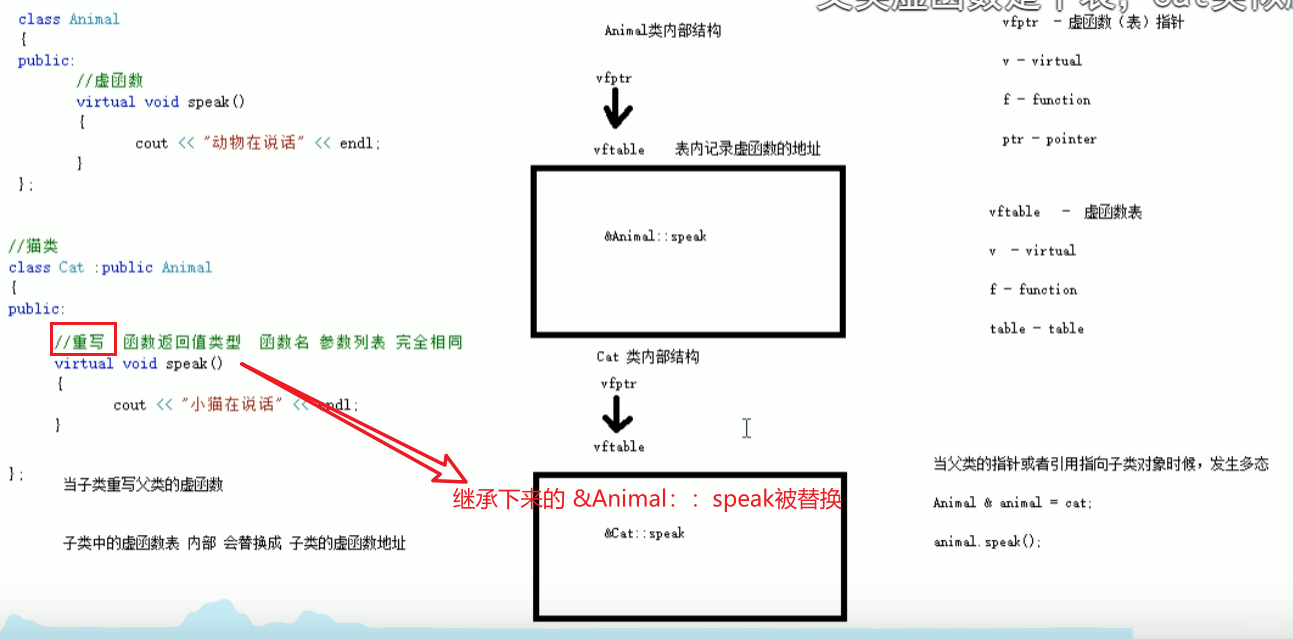 class Animal
{
public:
//虚函数
virtual void speak()
{
cout << "动物在说话" << endl;
}
};
//猫类
class Cat :public Animal
{
public:
//重写 函数返回值类型 函数名 参数列表 完全相同
virtual void speak()
{
cout << "小猫在说话" << endl;
}
};
当子类重写父类的虚函数
子类中的虚函数表 内部 会替换成 子类的虚函数地址
Animal类内部结构
vfptr
vftable 表内记录虚函数的地址
&Animal::speak
Cat 类内部结构
vfptr
vftable
继承下来的 &Animal：：speak被替换
&Cat::speak
vfptr - 虚函数（表）指针
v - virtual
f - function
ptr - pointer
vftable - 虚函数表
v - virtual
f - function
table - table
当父类的指针或者引用指向子类对象时候，发生多态
Animal & animal = cat;
animal.speak();